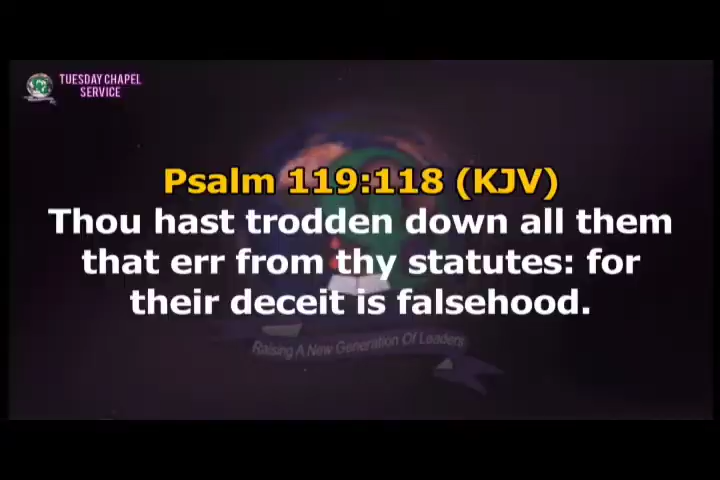 TUESDAY CHAPEL
SERVICE
Psalm 119:118 (KJV)
Thou hast trodden down all them
that err from thy statutes: for
their deceit is falsehood.
Raising A New Generation Of Leaders